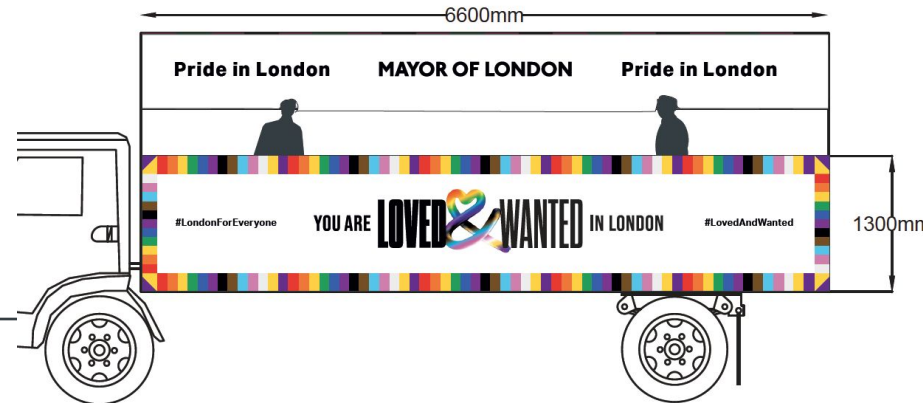 6600mm
Pride in London MAYOR OF LONDON Pride in London
#LondonForEveryone YOU ARE LOVED & WANTED IN LONDON #LovedAndWanted
1300mm